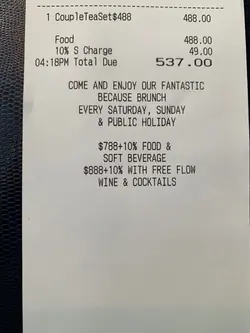 1 CoupleTeaSet$488 488.00
Food 488.00
10% S Charge 49.00
04:18PM Total Due 537.00
COME AND ENJOY OUR FANTASTIC
BECAUSE BRUNCH
EVERY SATURDAY, SUNDAY
& PUBLIC HOLIDAY
$788+10% FOOD &
SOFT BEVERAGE
$888+10% WITH FREE FLOW
WINE & COCKTAILS